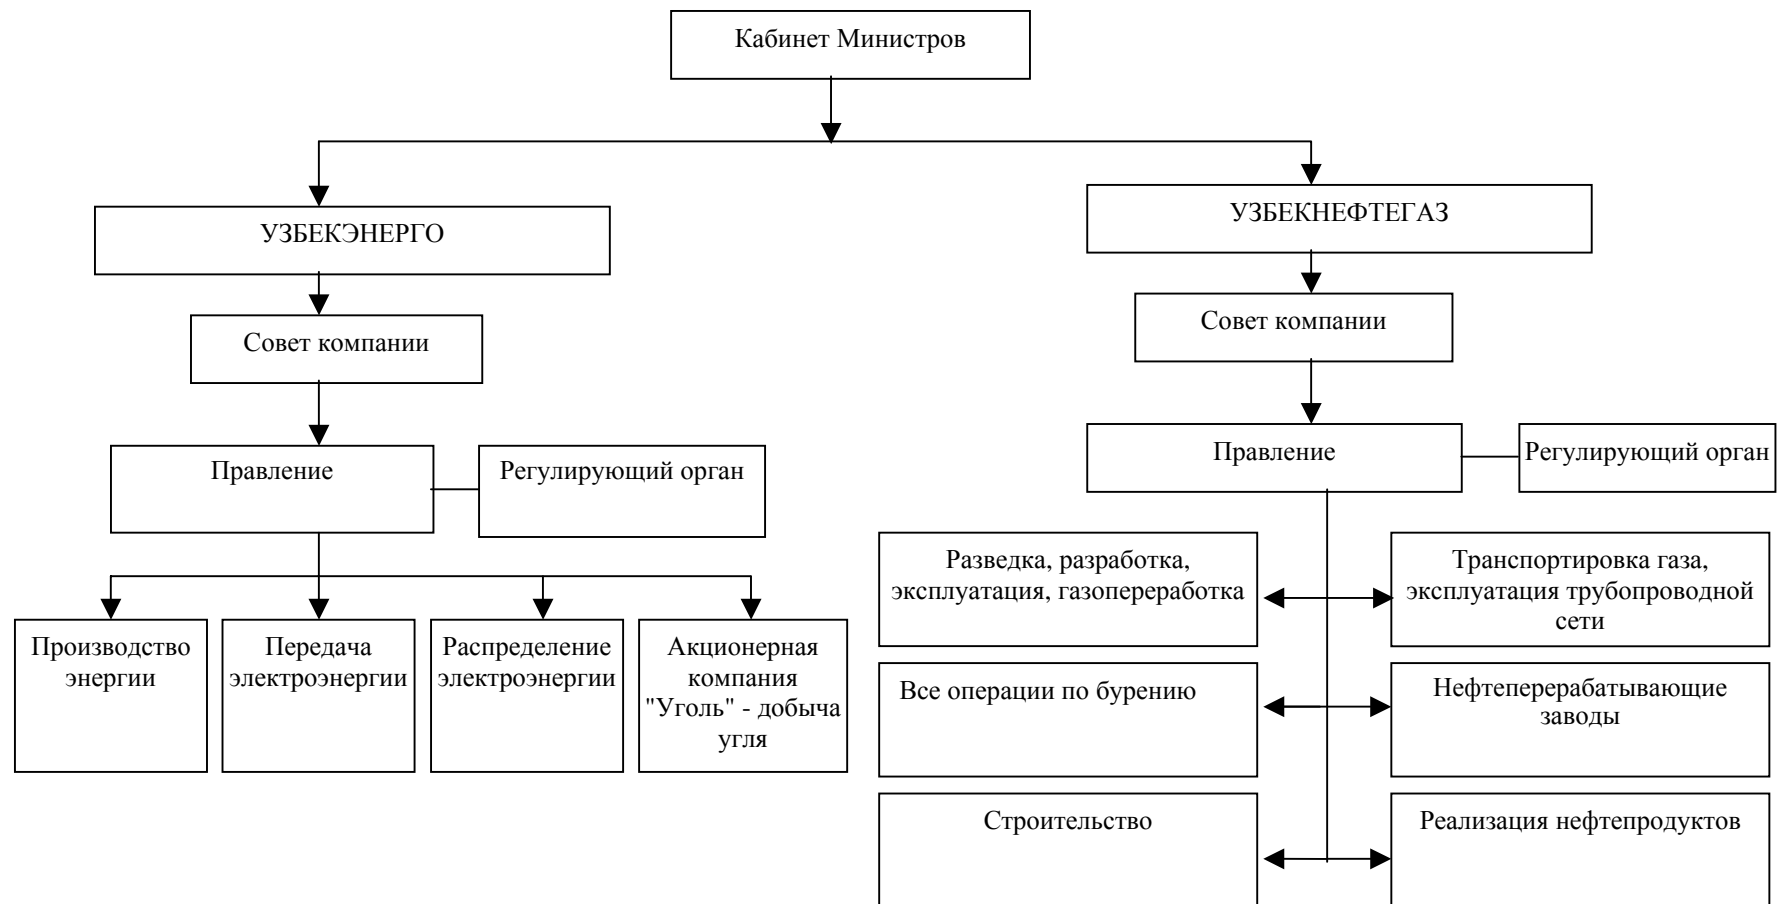 Кабинет Министров
УЗБЕКЭНЕРГО
УЗБЕКНЕФТЕГАЗ
Совет компании
Совет компании
Правление
Регулирующий орган
Правление
Регулирующий орган
Производство
энергии
Передача
электроэнергии
Распределение
электроэнергии
Акционерная
компания
"Уголь" - добыча
угля
Разведка, разработка,
эксплуатация, газопереработка
Транспортировка газа,
эксплуатация трубопроводной
сети
Все операции по бурению
Нефтеперерабатывающие
заводы
Строительство
Реализация нефтепродуктов